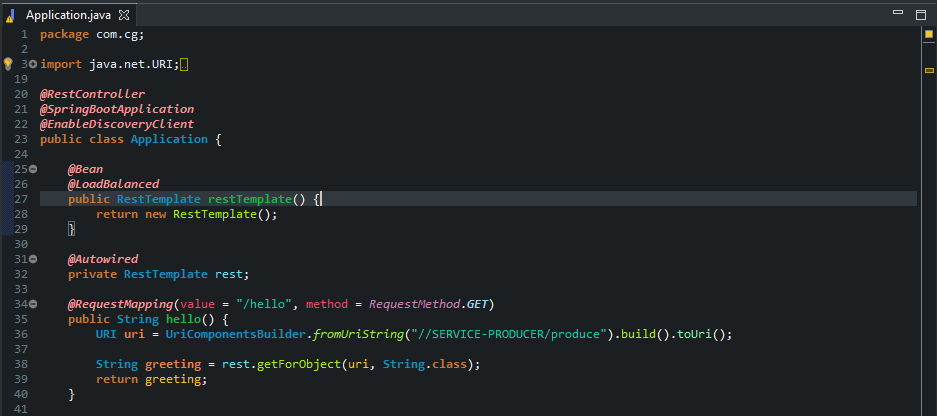 Application.java
1 package com.cg;
2
3 import java.net.URI;
19
20 @RestController
21 @SpringBootApplication
22 @EnableDiscoveryClient
23 public class Application {
24
25 @Bean
26 @LoadBalanced
27 public RestTemplate restTemplate() {
28 return new RestTemplate();
29 }
30
31 @Autowired
32 private RestTemplate rest;
33
34 @RequestMapping(value = "/hello", method = RequestMethod.GET)
35 public String hello() {
36 URI uri = UriComponentsBuilder.fromUriString("//SERVICE-PRODUCER/produce").build().toUri();
37
38 String greeting = rest.getForObject(uri, String.class);
39 return greeting;
40 }
41